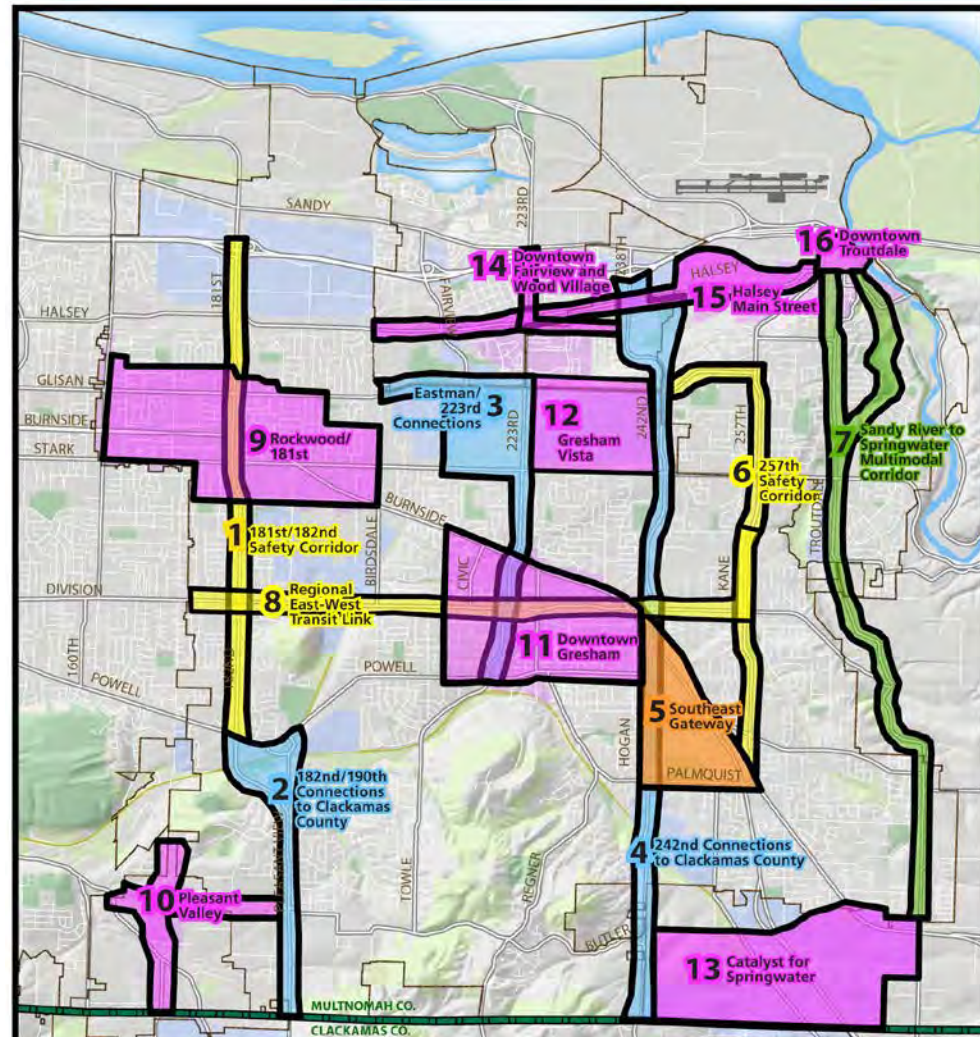 SANDY
223RD
238TH
16 Downtown
Troutdale
14 Downtown
Fairview and
Wood Village
HALSEY
181ST
15 Halsey
Main Street
HALSEY
GLISAN
BURNSIDE
STARK
Eastman/
223rd
Connections
3
223RD
12
Gresham
Vista
242ND
257TH
9 Rockwood/
181st
6 257th
Safety
Corridor
7 Sandy River to
Springwater
Multimodal
Corridor
BURNSIDE
1 181st/182nd
Safety Corridor
BIRDSDALE
CIVIC
KANE
DIVISION
8 Regional
East-West
Transit Link
11 Downtown
Gresham
160TH
POWELL
POWELL
5 Southeast
Gateway
HOGAN
PALMQUIST
2 182nd/190th
Connections
to Clackamas
County
4 242nd Connections
to Clackamas County
TOWLE
REGNER
10 Pleasant
Valley
BUTLER
13 Catalyst for
Springwater
MULTNOMAH CO.
CLACKAMAS CO.